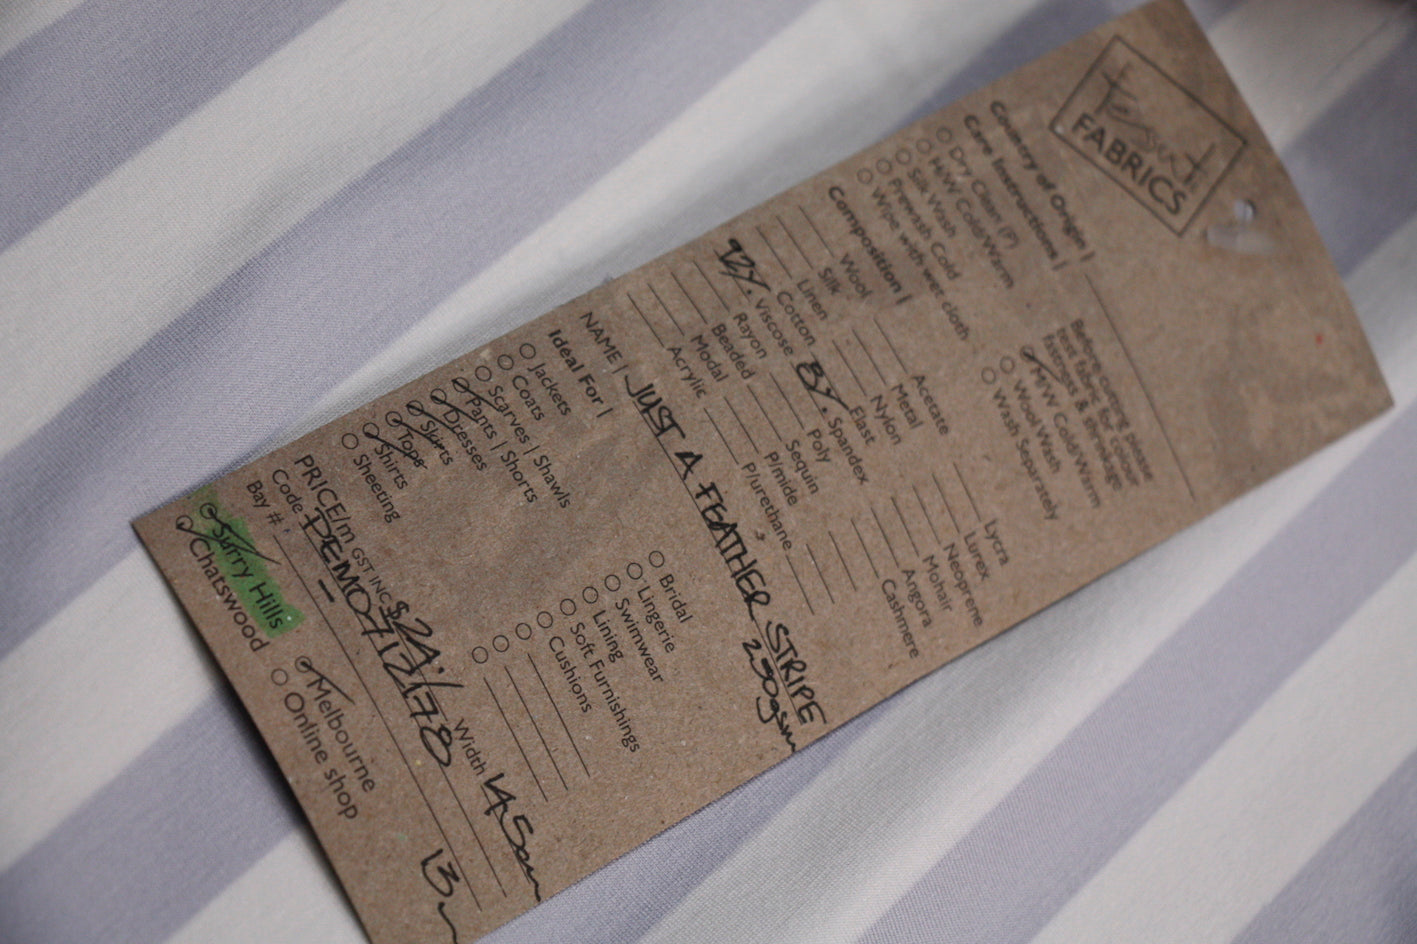 tessuti
FABRICS
Country of Origin |
Care Instructions |
Dry Clean (P)
H/W Cold/Warm
Silk Wash
Prewash Cold
Wipe with wet cloth
Before cutting please
test fabric for colour
fastness & shrinkage
M/W Cold/Warm
Wool Wash
Wash Separately
Composition |
Wool
Silk
Linen
Cotton
92% Viscose
Rayon
Beaded
Modal
Acrylic
Acetate
Metal
Nylon
Elast
8% Spandex
Poly
Sequin
P/mide
P/urethane
Lycra
Lurex
Neoprene
Mohair
Angora
Cashmere
NAME | JUST A FEATHER STRIPE
250gsm
Ideal For |
Jackets
Coats
Scarves | Shawls
Pants | Shorts
Dresses
Skirts
Tops
Shirts
Sheeting
Bridal
Lingerie
Swimwear
Lining
Soft Furnishings
Cushions
PRICE/m GST INC $24.- Width 145cm
Code
Bay #
Surry Hills
Chatswood
Melbourne
Online shop